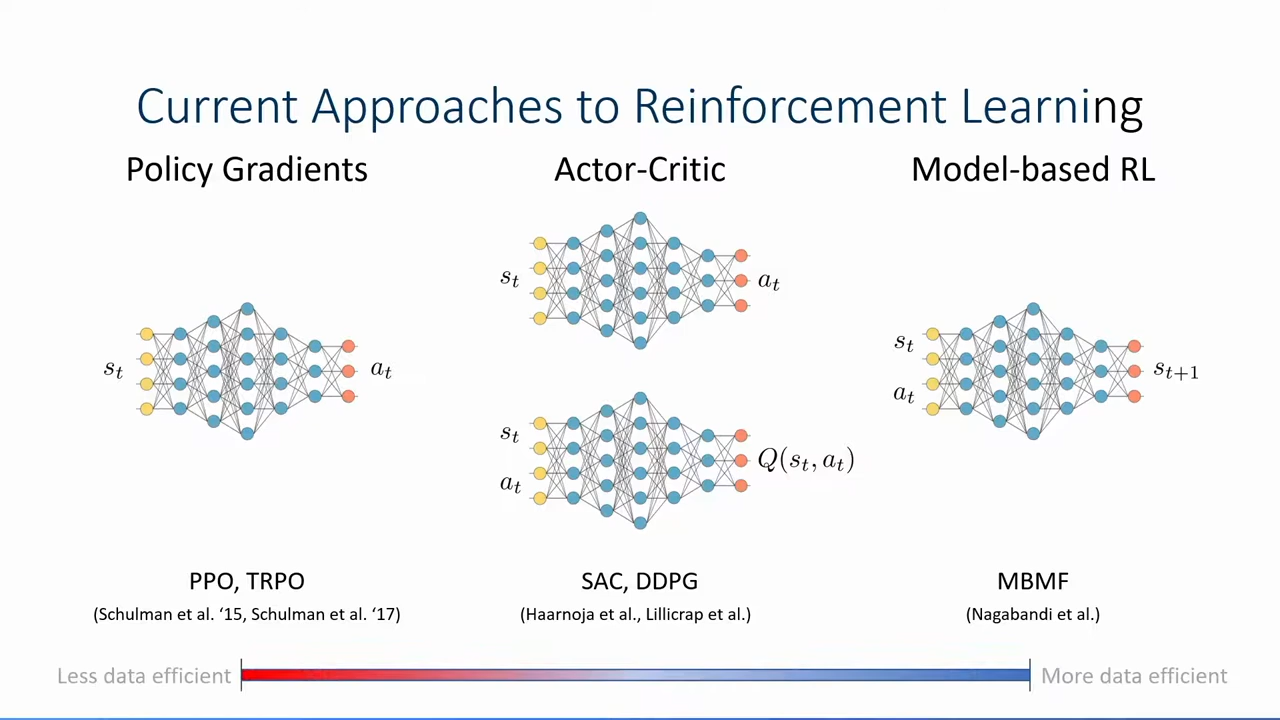 Current Approaches to Reinforcement Learning
Policy Gradients
s_t
a_t
PPO, TRPO
(Schulman et al. ‘15, Schulman et al. ‘17)
Actor-Critic
s_t
a_t
s_t
a_t
Q(s_t, a_t)
SAC, DDPG
(Haarnoja et al., Lillicrap et al.)
Model-based RL
s_t
a_t
s_{t+1}
MBMF
(Nagabandi et al.)
Less data efficient
More data efficient